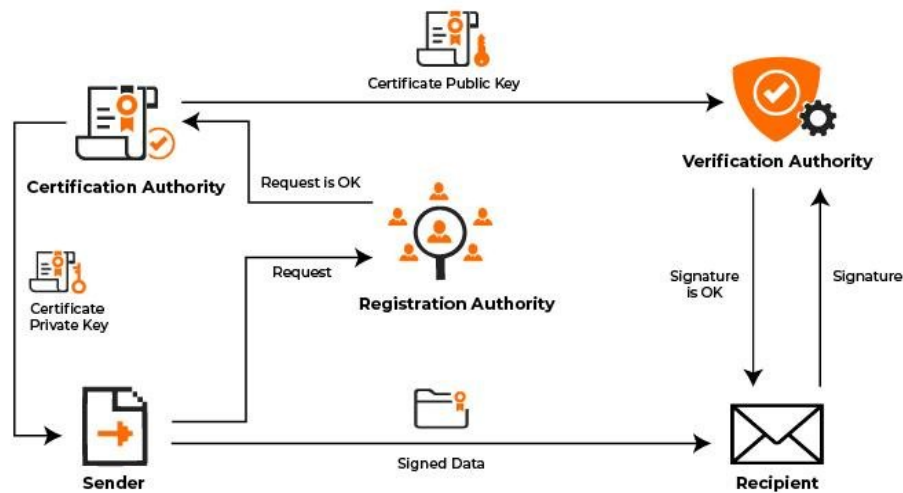 Certificate Public Key
Verification Authority
Certification Authority
Request is OK
Request
Registration Authority
Certificate
Private Key
Signature
is OK
Signature
Signed Data
Sender
Recipient